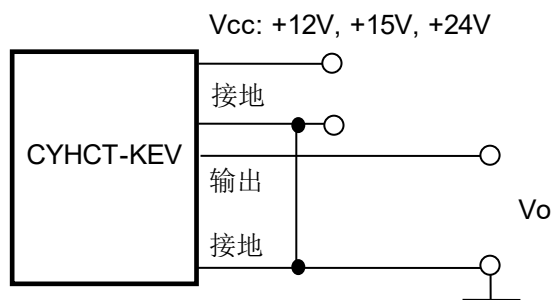 Vcc: +12V, +15V, +24V
接地
CYHCT-KEV
输出
Vo
接地